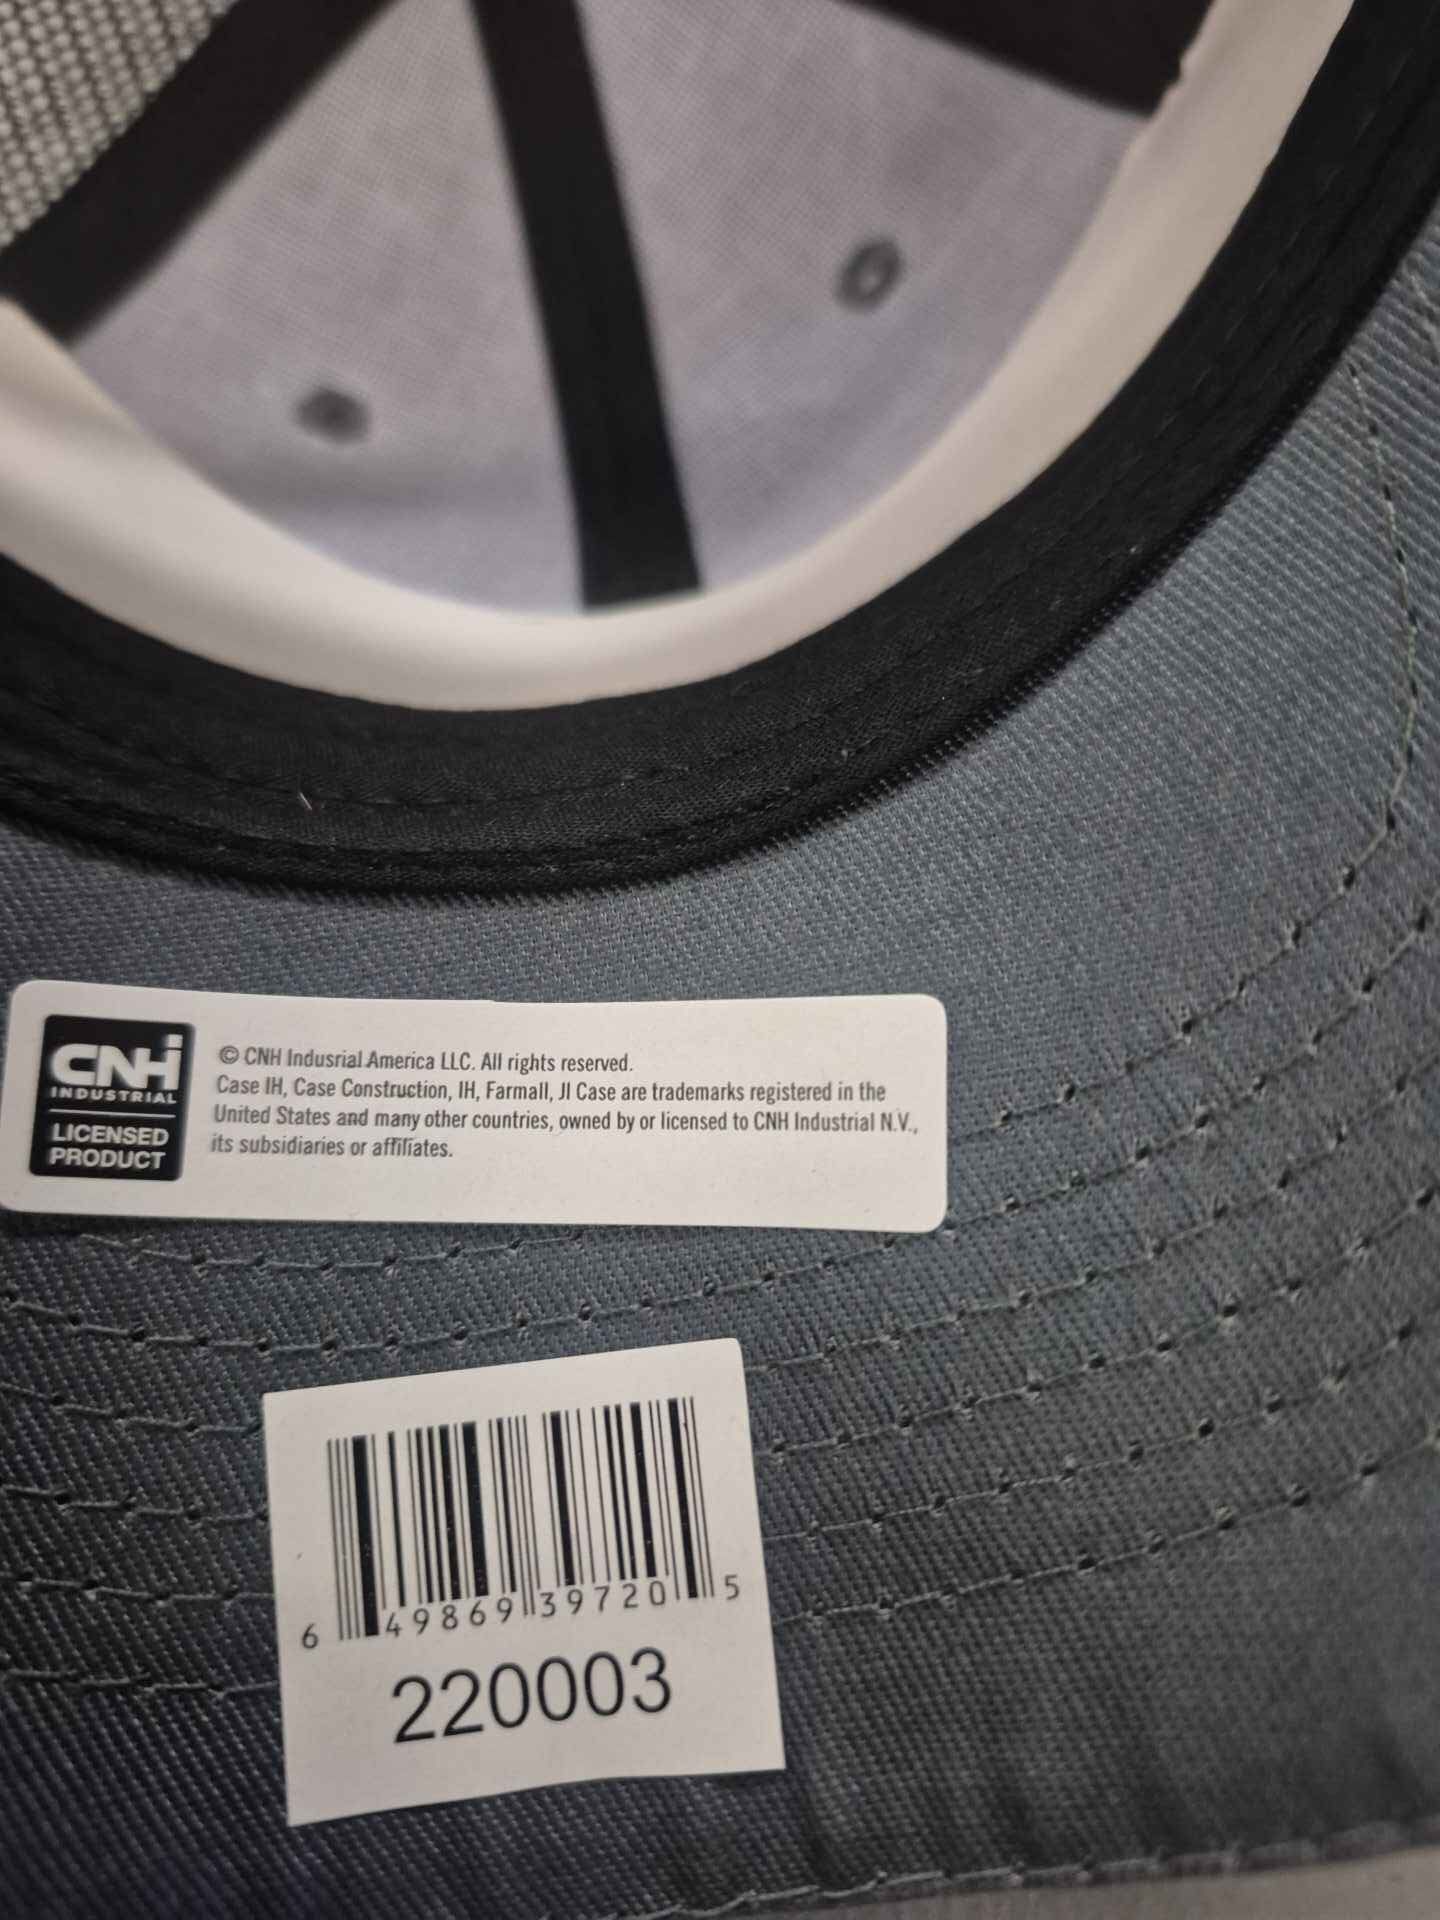 CNH
INDUSTRIAL
LICENSED
PRODUCT
© CNH Indusrial America LLC. All rights reserved.
Case IH, Case Construction, IH, Farmall, JI Case are trademarks registered in the
United States and many other countries, owned by or licensed to CNH Industrial N.V.,
its subsidiaries or affiliates.
6 49869 39720 5
220003